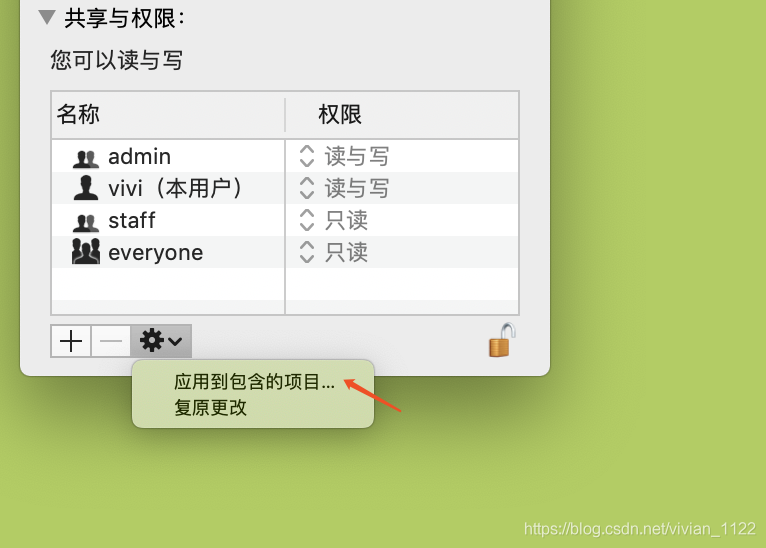 共享与权限：
您可以读与写
名称 权限
admin 读与写
vivi（本用户） 读与写
staff 只读
everyone 只读
应用到包含的项目...
复原更改
https://blog.csdn.net/vivian_1122